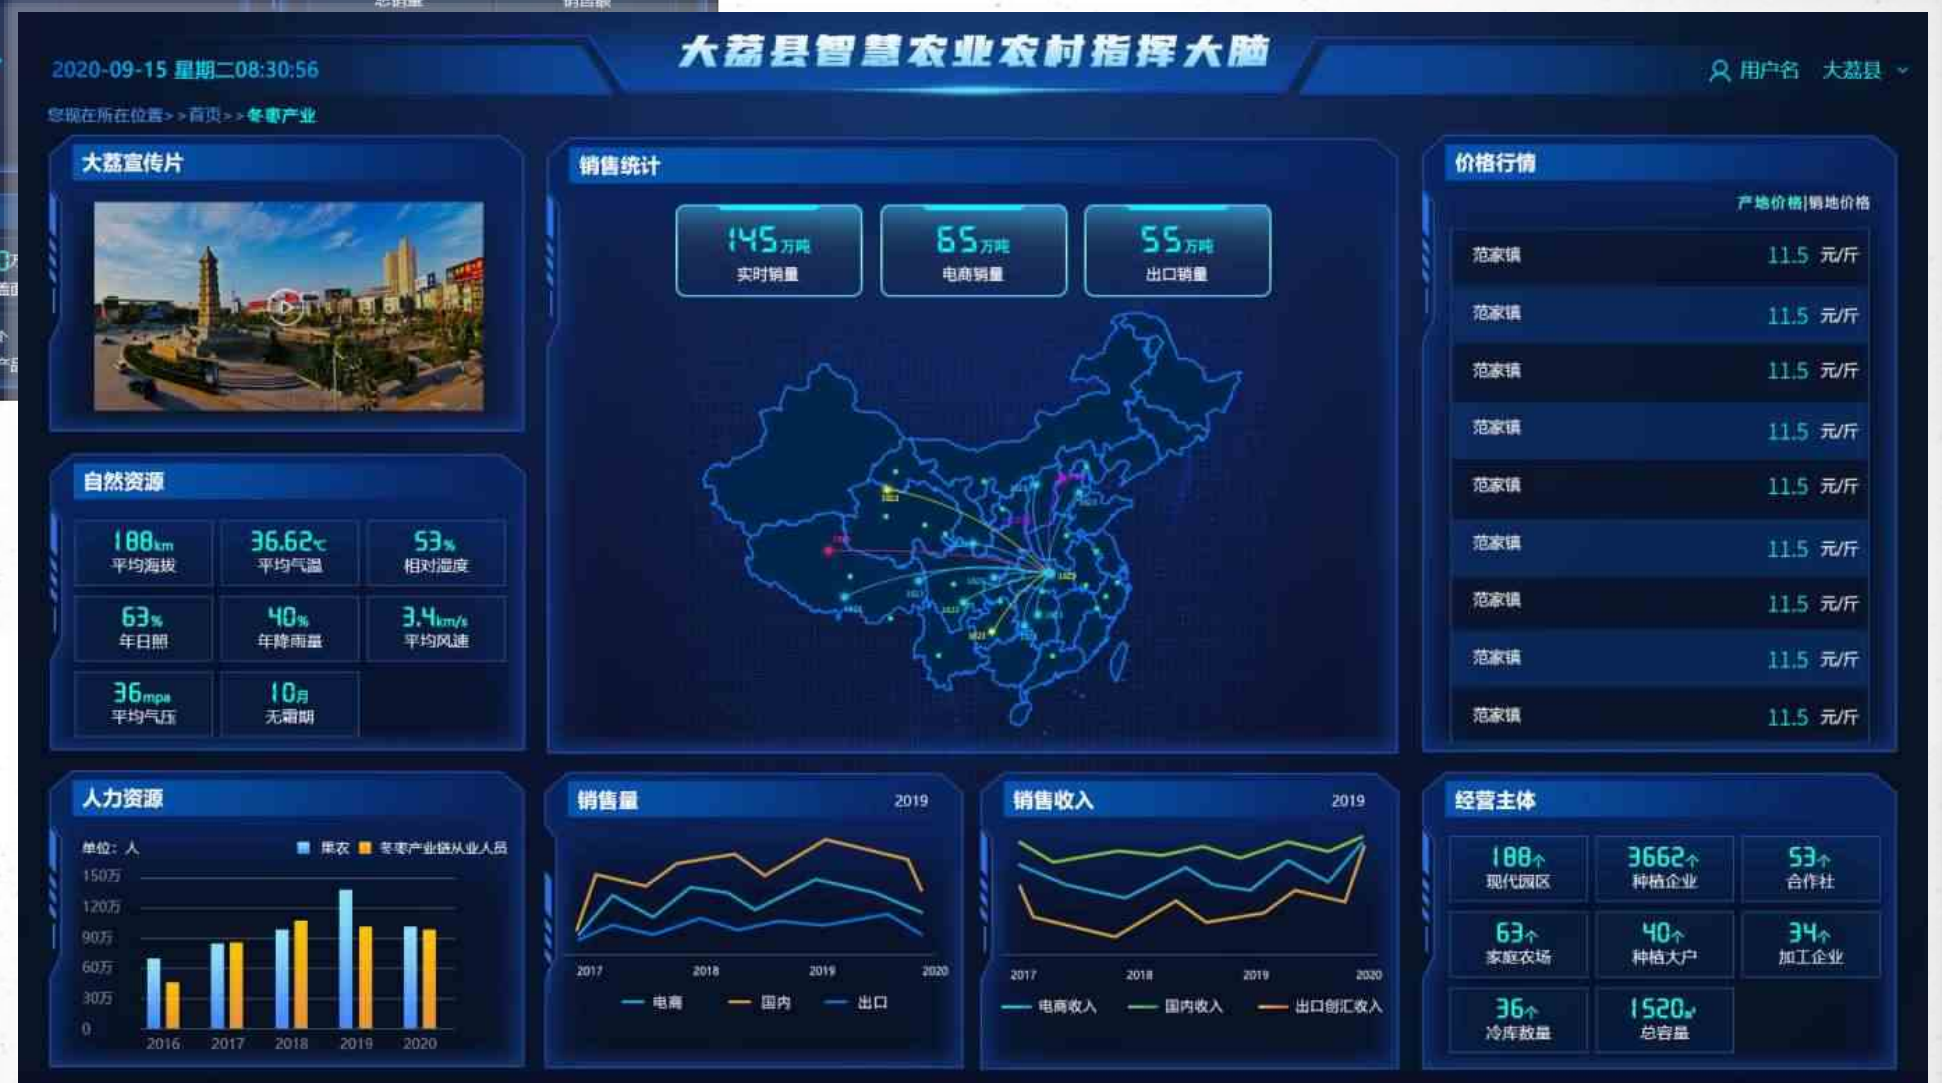 总销量 销售额
大荔县智慧农业农村指挥大脑
2020-09-15 星期二08:30:56
用户名 大荔县
您现在所在位置>>首页>>冬枣产业
大荔宣传片
销售统计
145万吨
实时销量
65万吨
电商销量
55万吨
出口销量
价格行情
产地价格|销地价格
范家镇 11.5 元/斤
范家镇 11.5 元/斤
范家镇 11.5 元/斤
范家镇 11.5 元/斤
范家镇 11.5 元/斤
范家镇 11.5 元/斤
范家镇 11.5 元/斤
范家镇 11.5 元/斤
范家镇 11.5 元/斤
自然资源
188km
平均海拔
36.62℃
平均气温
53%
相对湿度
63%
年日照
40%
年降雨量
3.4km/s
平均风速
36mpa
平均气压
10月
无霜期
人力资源
单位：人
果农 冬枣产业链从业人员
150万
120万
90万
60万
30万
0
2016 2017 2018 2019 2020
销售量 2019
2017 2018 2019 2020
电商 国内 出口
销售收入 2019
2017 2018 2019 2020
电商收入 国内收入 出口创汇收入
经营主体
188个
现代园区
3662个
种植企业
53个
合作社
63个
家庭农场
40个
种植大户
34个
加工企业
36个
冷库数量
1520㎡
总容量